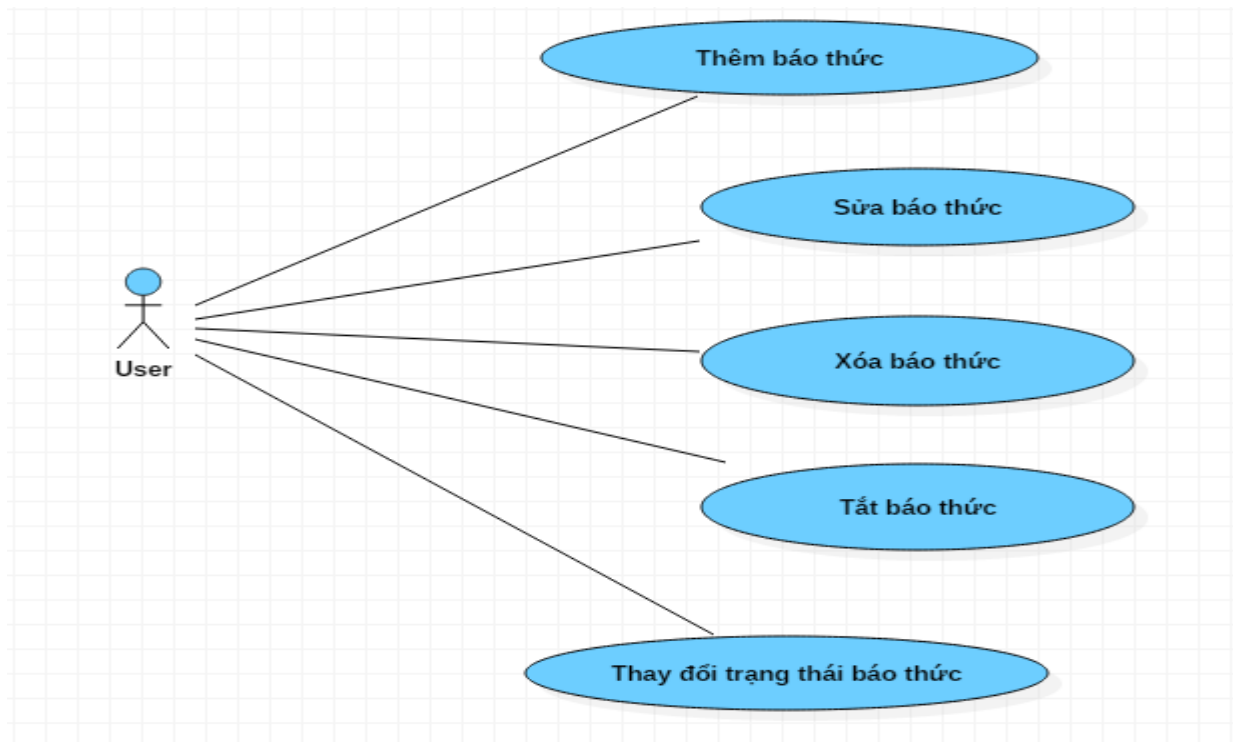 Thêm báo thức
Sửa báo thức
User
Xóa báo thức
Tắt báo thức
Thay đổi trạng thái báo thức